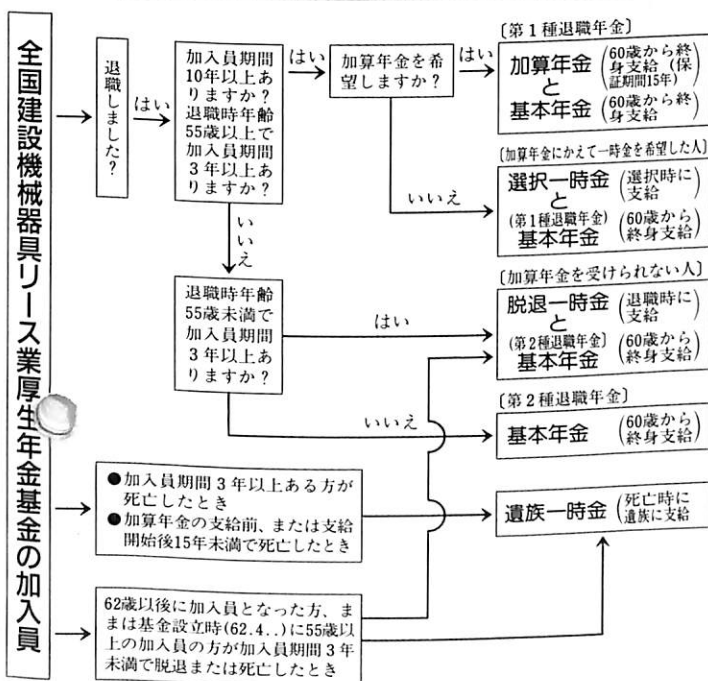 全国建設機械器具リース業厚生年金基金の加入員
退職しました?
はい
加入員期間
10年以上あ
りますか?
退職時年齢
55歳以上で
加入員期間
3年以上あ
りますか?
はい
加算年金を希
望しますか?
はい
〔第1種退職年金〕
加算年金(60歳から終
身支給(保
証期間15年)
と
基本年金(60歳から終
身支給)
いいえ
〔加算年金にかえて一時金を希望した人〕
選択一時金(選択時に
支給)
と
(第1種退職年金)
基本年金(60歳から
終身支給)
いいえ
退職時年齢
55歳未満で
加入員期間
3年以上あ
りますか?
はい
〔加算年金を受けられない人〕
脱退一時金(退職時に
支給)
と
(第2種退職年金)
基本年金(60歳から
終身支給)
いいえ
〔第2種退職年金〕
基本年金(60歳から
終身支給)
●加入員期間3年以上ある方が
死亡したとき
●加算年金の支給前、または支給
開始後15年未満で死亡したとき
遺族一時金(死亡時に
遺族に支給
62歳以後に加入員となった方、ま
または基金設立時(62.4..)に55歳以
上の加入員の方が加入員期間3年
未満で脱退または死亡したとき